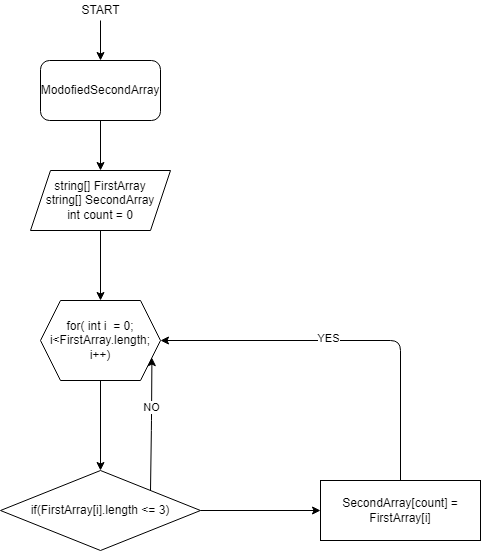 START
ModofiedSecondArray
string[] FirstArray
string[] SecondArray
int count = 0
for( int i  = 0;
i<FirstArray.length;
i++)
YES
NO
if(FirstArray[i].length <= 3)
SecondArray[count] =
FirstArray[i]